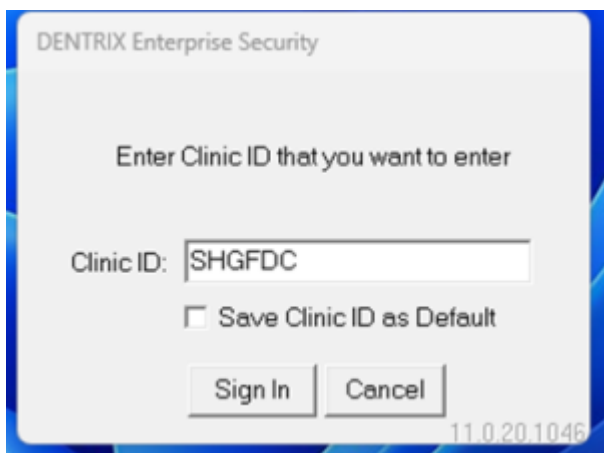 DENTRIX Enterprise Security
Enter Clinic ID that you want to enter
Clinic ID: SHGFDC
Save Clinic ID as Default
Sign In Cancel
11.0.20.1046